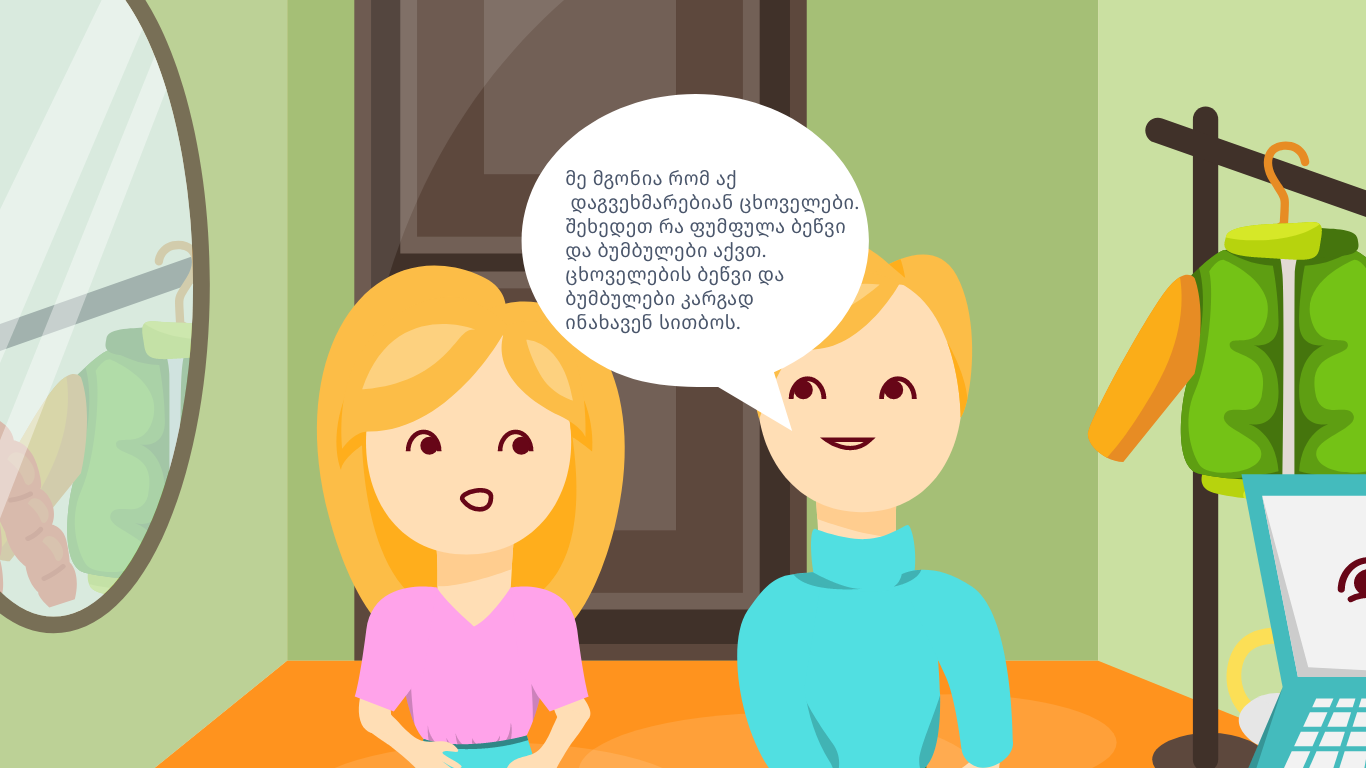 მე მგონია რომ აქ
დაგვეხმარებიან ცხოველები.
შეხედეთ რა ფუმფულა ბეწვი
და ბუმბულები აქვთ.
ცხოველების ბეწვი და
ბუმბულები კარგად
ინახავენ სითბოს.